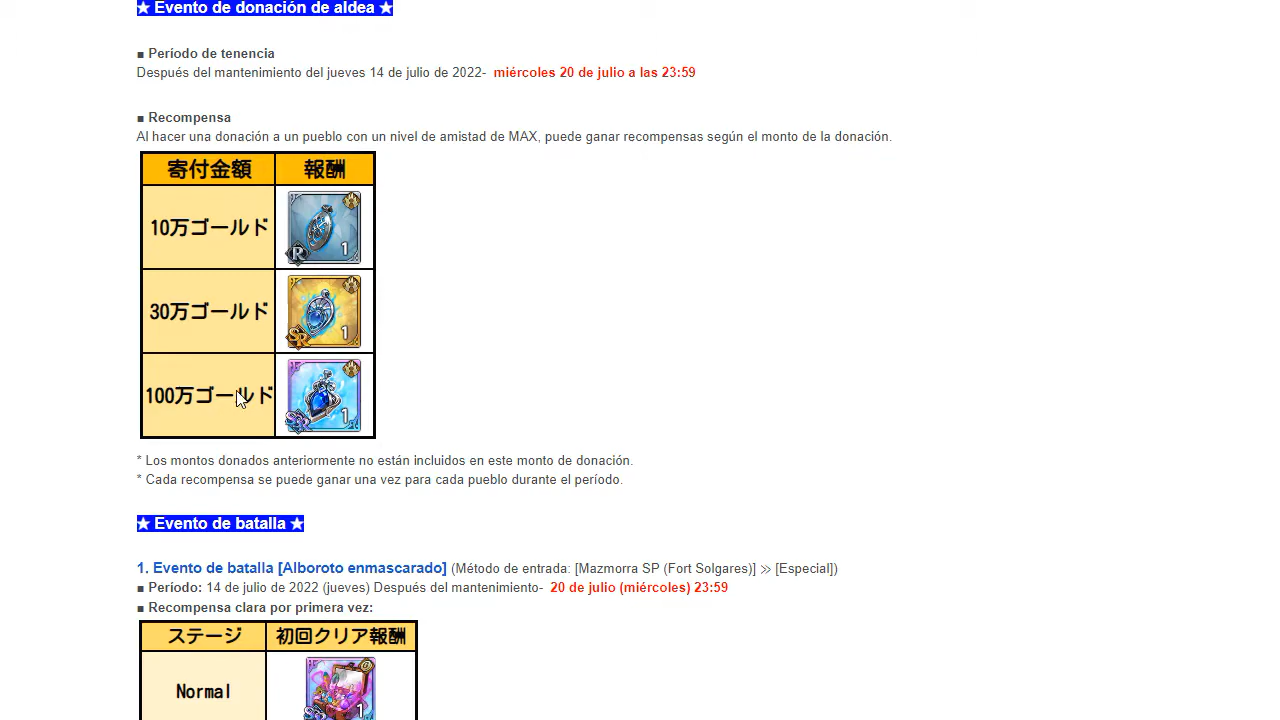 ★ Evento de donación de aldea ★
■ Período de tenencia
Después del mantenimiento del jueves 14 de julio de 2022- miércoles 20 de julio a las 23:59
■ Recompensa
Al hacer una donación a un pueblo con un nivel de amistad de MAX, puede ganar recompensas según el monto de la donación.
寄付金額 報酬
10万ゴールド R 1
30万ゴールド SR 1
100万ゴールド SSR 1
* Los montos donados anteriormente no están incluidos en este monto de donación.
* Cada recompensa se puede ganar una vez para cada pueblo durante el período.
★ Evento de batalla ★
1. Evento de batalla [Alboroto enmascarado] (Método de entrada: [Mazmorra SP (Fort Solgares)] ≫ [Especial])
■ Período: 14 de julio de 2022 (jueves) Después del mantenimiento- 20 de julio (miércoles) 23:59
■ Recompensa clara por primera vez:
ステージ 初回クリア報酬
Normal 1